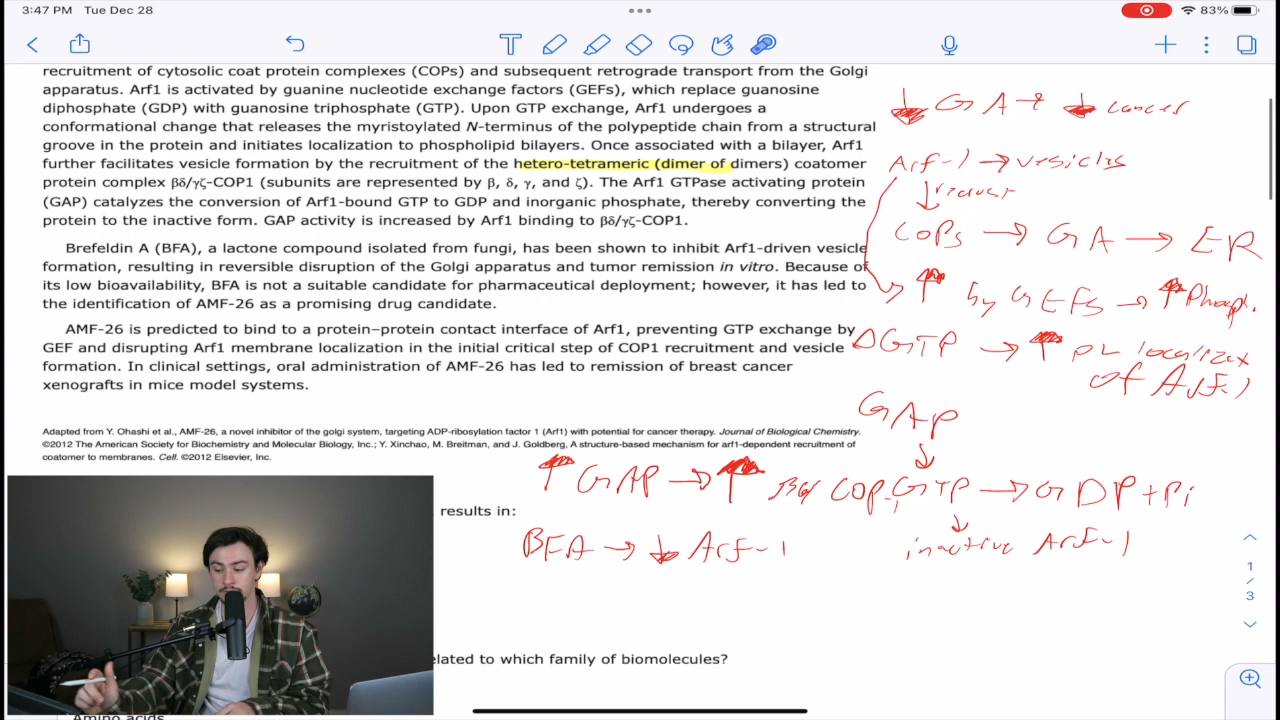 3:47 PM Tue Dec 28
83%
recruitment of cytosolic coat protein complexes (COPs) and subsequent retrograde transport from the Golgi
apparatus. Arf1 is activated by guanine nucleotide exchange factors (GEFs), which replace guanosine
diphosphate (GDP) with guanosine triphosphate (GTP). Upon GTP exchange, Arf1 undergoes a
conformational change that releases the myristoylated N-terminus of the polypeptide chain from a structural
groove in the protein and initiates localization to phospholipid bilayers. Once associated with a bilayer, Arf1
further facilitates vesicle formation by the recruitment of the hetero-tetrameric (dimer of dimers) coatomer
protein complex βδ/γζ-COP1 (subunits are represented by β, δ, γ, and ζ). The Arf1 GTPase activating protein
(GAP) catalyzes the conversion of Arf1-bound GTP to GDP and inorganic phosphate, thereby converting the
protein to the inactive form. GAP activity is increased by Arf1 binding to βδ/γζ-COP1.
Brefeldin A (BFA), a lactone compound isolated from fungi, has been shown to inhibit Arf1-driven vesicle
formation, resulting in reversible disruption of the Golgi apparatus and tumor remission in vitro. Because of
its low bioavailability, BFA is not a suitable candidate for pharmaceutical deployment; however, it has led to
the identification of AMF-26 as a promising drug candidate.
AMF-26 is predicted to bind to a protein–protein contact interface of Arf1, preventing GTP exchange by
GEF and disrupting Arf1 membrane localization in the initial critical step of COP1 recruitment and vesicle
formation. In clinical settings, oral administration of AMF-26 has led to remission of breast cancer
xenografts in mice model systems.
Adapted from Y. Ohashi et al., AMF-26, a novel inhibitor of the golgi system, targeting ADP-ribosylation factor 1 (Arf1) with potential for cancer therapy. Journal of Biological Chemistry.
©2012 The American Society for Biochemistry and Molecular Biology, Inc.; Y. Xinchao, M. Breitman, and J. Goldberg, A structure-based mechanism for arf1-dependent recruitment of
coatomer to membranes. Cell. ©2012 Elsevier, Inc.
results in:
elated to which family of biomolecules?
Amino acids
↓ GA → ↓ cancer
Arf-1 → vesicles
↓
COPs → GA → ER
↑ by GEFs → ↑ Phosph.
ΔGTP → ↑
of Arf-1
GAP
↓
↑ GAP → ↑ COP
GTP → GDP + Pi
↓
BFA → ↓ Arf-1
inactive Arf-1
1
/
3